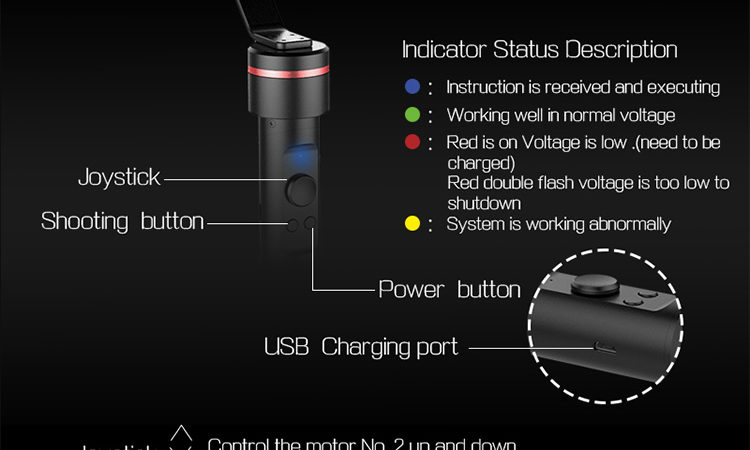 Indicator Status Description
: Instruction is received and executing
: Working well in normal voltage
: Red is on Voltage is low .(need to be
charged)
Red double flash voltage is too low to
shutdown
: System is working abnormally
Joystick
Shooting button
Power button
USB Charging port
Joystick
Control the motor No. 2 up and down